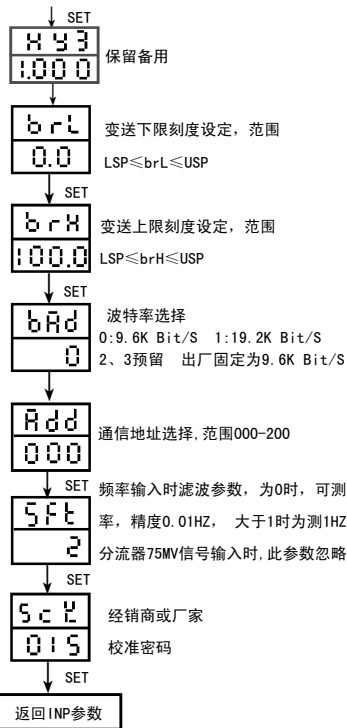 SET
HY3
保留备用
1.000
brL
变送下限刻度设定，范围
0.0
LSP≤brL≤USP
SET
brH
变送上限刻度设定，范围
100.0
LSP≤brH≤USP
SET
bAd
波特率选择
0:9.6K Bit/S 1:19.2K Bit/S
0
2、3预留 出厂固定为9.6K Bit/S
Add
通信地址选择,范围000-200
000
SET
频率输入时滤波参数，为0时，可测
SFt
率，精度0.01HZ， 大于1时为测1HZ
2
分流器75MV信号输入时,此参数忽略
SET
经销商或厂家
015
校准密码
SET
返回INP参数